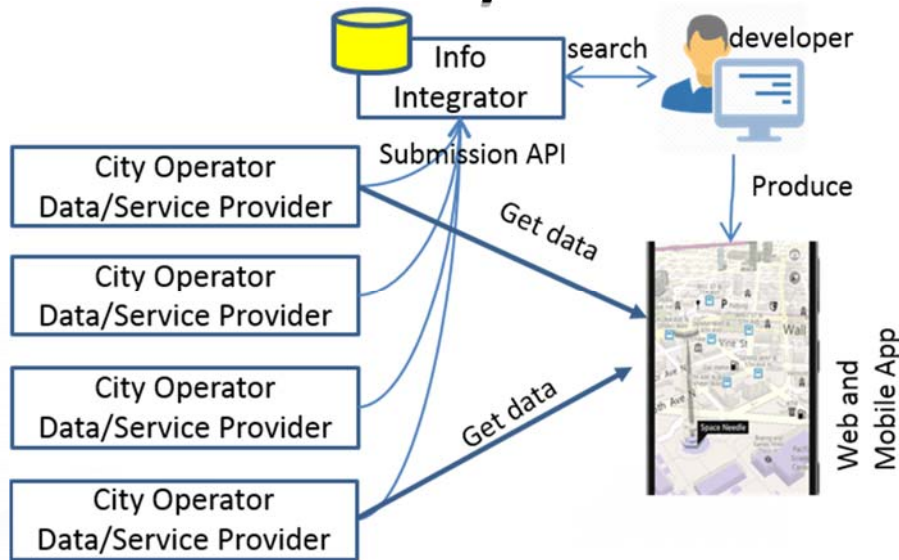 Info
Integrator
search
developer
Submission API
City Operator
Data/Service Provider
Produce
Get data
City Operator
Data/Service Provider
City Operator
Data/Service Provider
Get data
City Operator
Data/Service Provider
Web and
Mobile App
Wall
Vine St
Space Needle